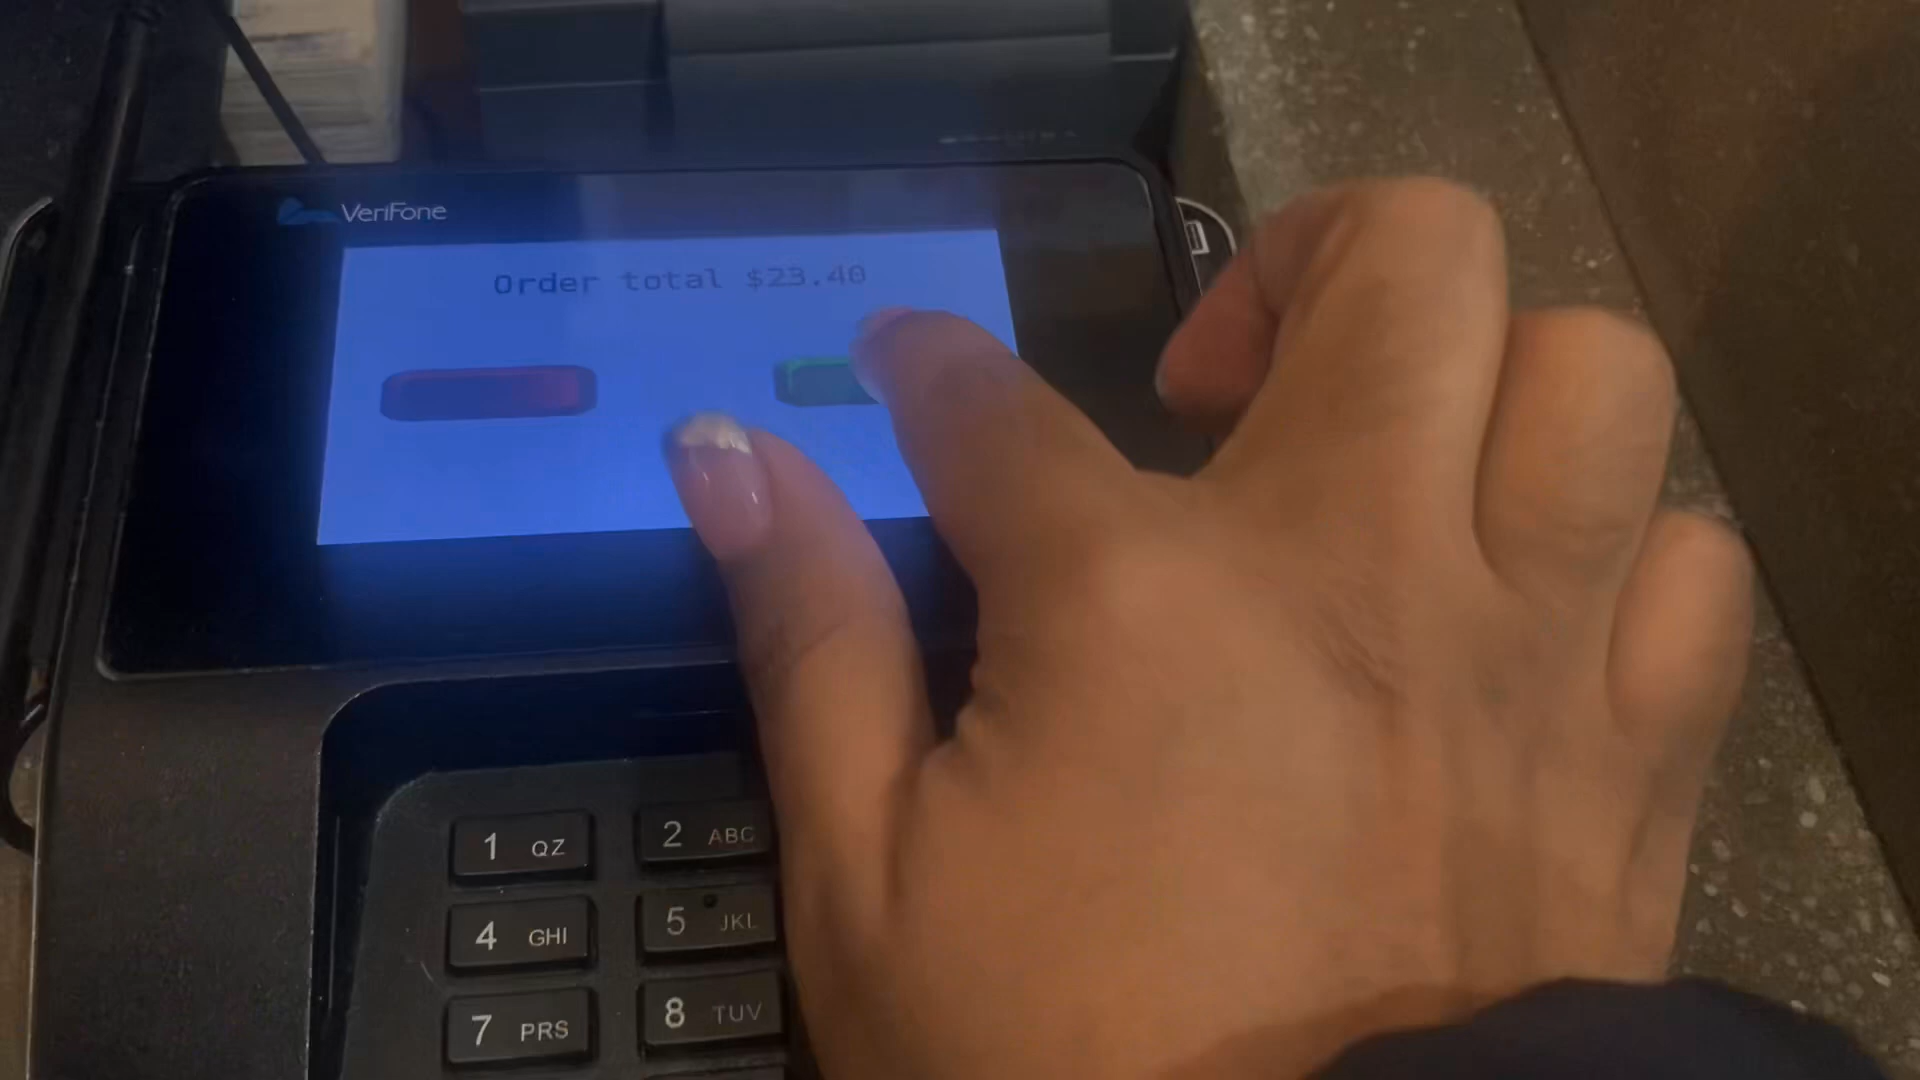 VeriFone
Order total $23.40
1 QZ
2 ABC
4 GHI
5 JKL
7 PRS
8 TUV